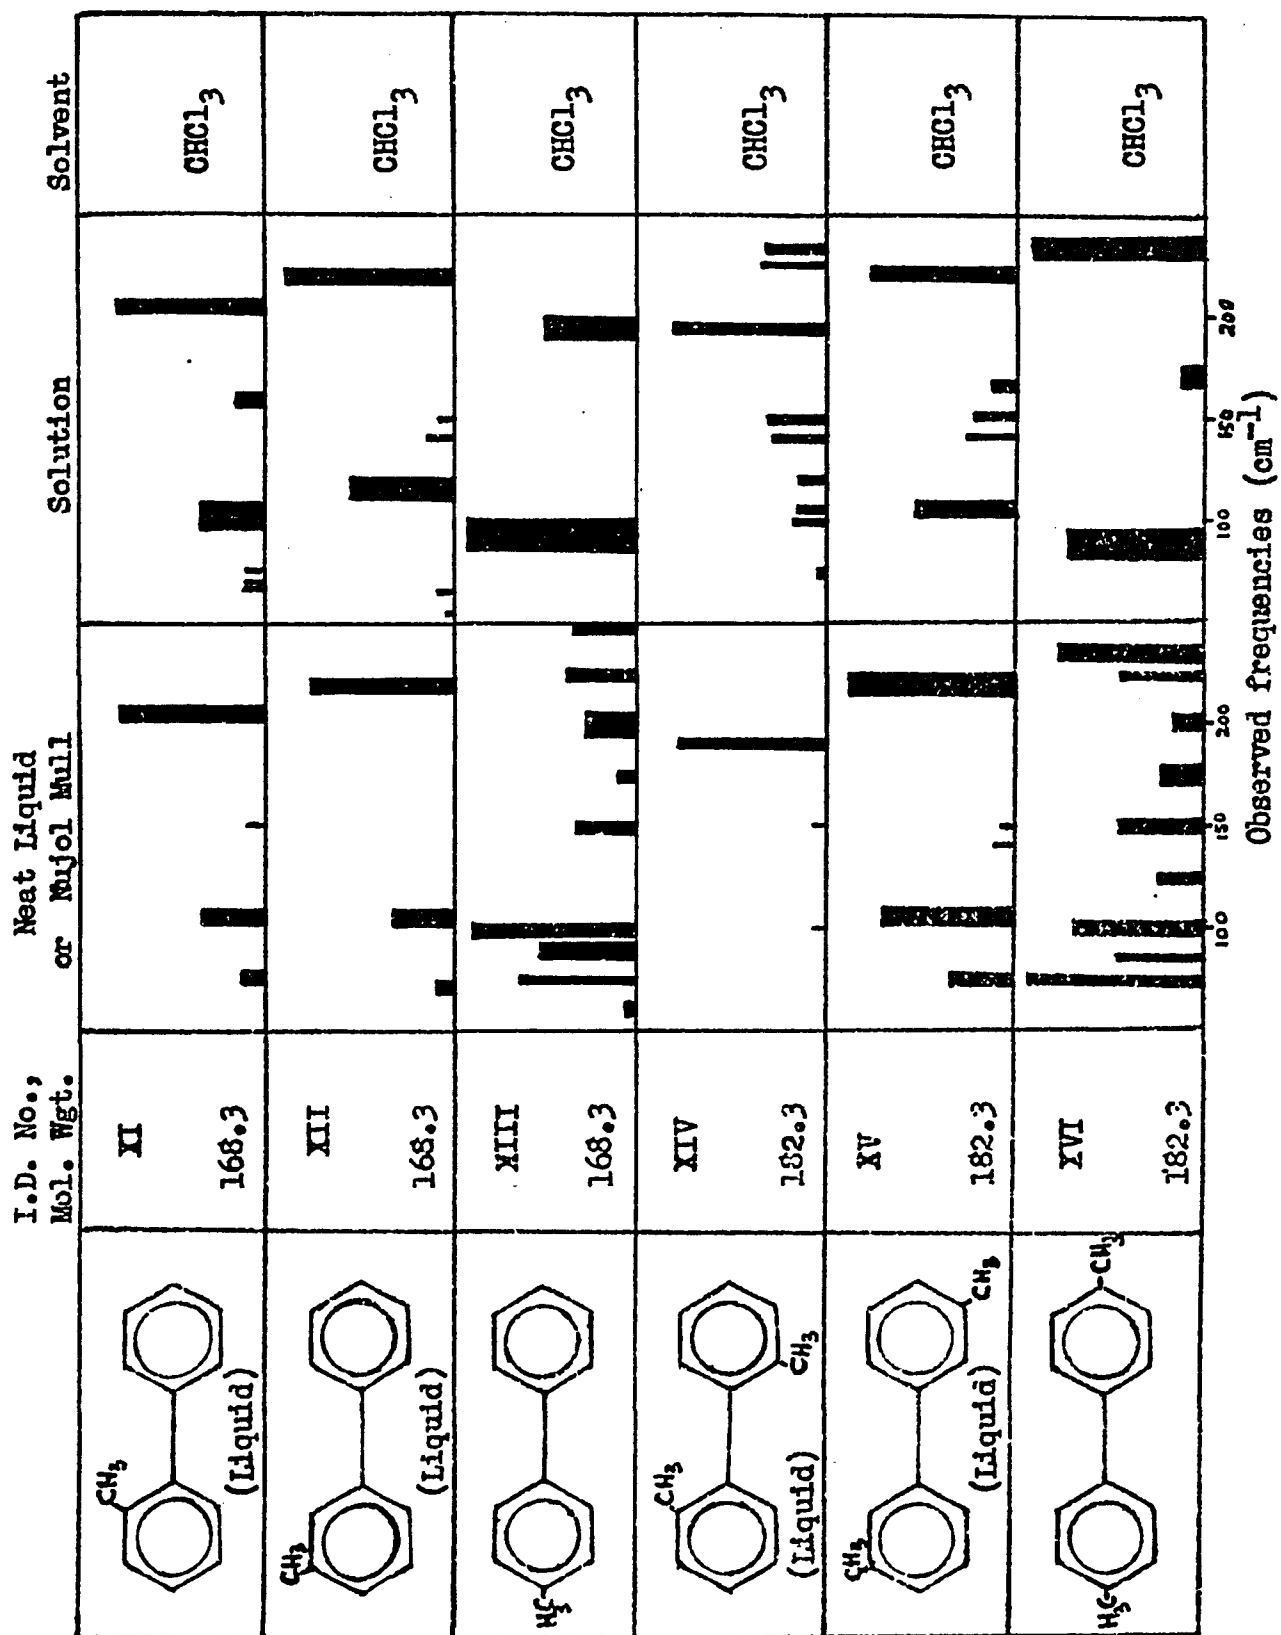 I.D. No.,
Mol. Wgt.
Neat Liquid
or Nujol Mull
Solution
Solvent
CH3
(Liquid)
XI
168.3
CHCl3
CH3
(Liquid)
XII
168.3
CHCl3
H3C
XIII
168.3
CHCl3
CH3
CH3
(Liquid)
XIV
182.3
CHCl3
CH3
CH3
(Liquid)
XV
182.3
CHCl3
H3C
CH3
XVI
182.3
CHCl3
100 150 200 100 150 200
Observed frequencies (cm-1)